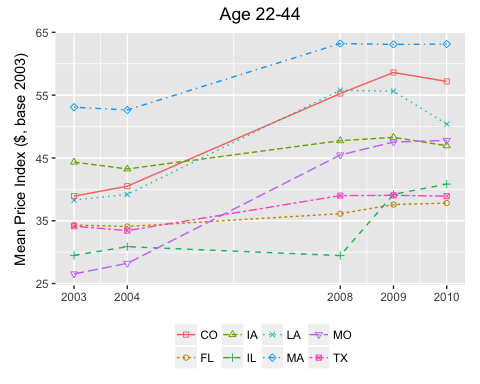 Age 22-44
Mean Price Index ($, base 2003)
65
55
45
35
25
2003 2004 2008 2009 2010
CO IA LA MO
FL IL MA TX